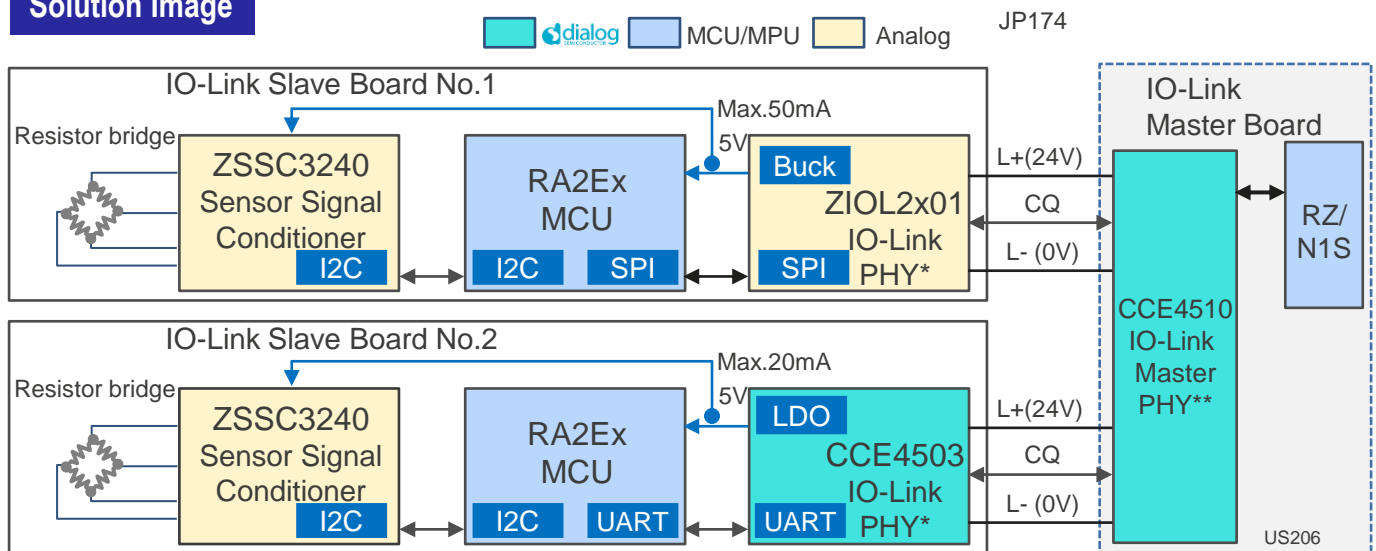 Solution Image
dialog
SEMICONDUCTOR
MCU/MPU
Analog
JP174
IO-Link Slave Board No.1
Resistor bridge
ZSSC3240
Sensor Signal
Conditioner
I2C
RA2Ex
MCU
I2C
SPI
Max.50mA
5V
Buck
ZIOL2x01
IO-Link
PHY*
SPI
L+(24V)
CQ
L- (0V)
IO-Link
Master Board
CCE4510
IO-Link
Master
PHY**
RZ/
N1S
IO-Link Slave Board No.2
Resistor bridge
ZSSC3240
Sensor Signal
Conditioner
I2C
RA2Ex
MCU
I2C
UART
Max.20mA
5V
LDO
CCE4503
IO-Link
PHY*
UART
L+(24V)
CQ
L- (0V)
US206